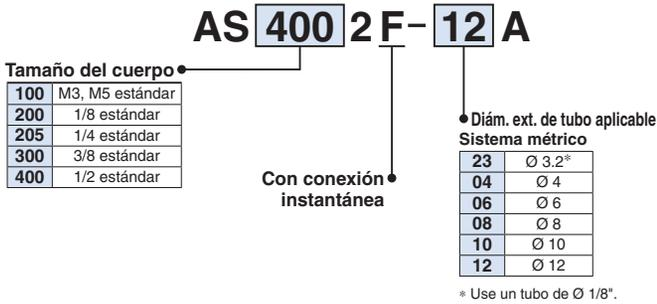 AS 400 2 F- 12 A
Tamaño del cuerpo
100 M3, M5 estándar
200 1/8 estándar
205 1/4 estándar
300 3/8 estándar
400 1/2 estándar
Con conexión
instantánea
Diám. ext. de tubo aplicable
Sistema métrico
23 Ø 3.2*
04 Ø 4
06 Ø 6
08 Ø 8
10 Ø 10
12 Ø 12
* Use un tubo de Ø 1/8".